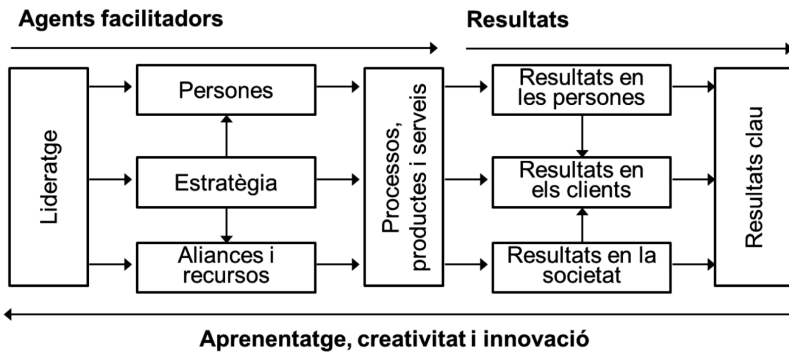 Agents facilitadors
Resultats
Lideratge
Persones
Estratègia
Aliances i
recursos
Processos,
productes i serveis
Resultats en
les persones
Resultats en
els clients
Resultats en la
societat
Resultats clau
Aprenentatge, creativitat i innovació